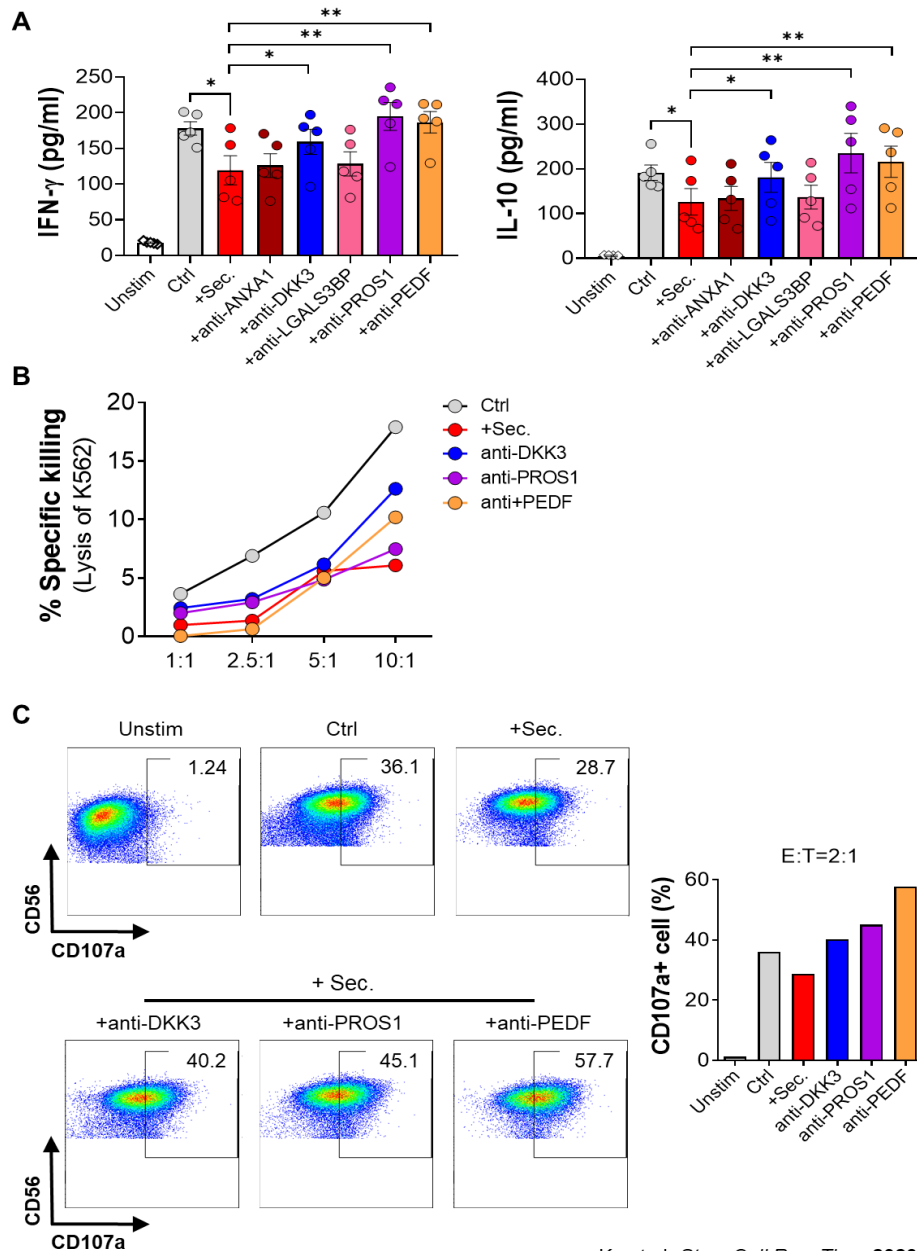 A
IFN-γ (pg/ml)
250
200
150
100
50
0
* * ** **
Unstim
Ctrl
+Sec.
+anti-ANXA1
+anti-DKK3
+anti-LGALS3BP
+anti-PROS1
+anti-PEDF
IL-10 (pg/ml)
400
300
200
100
0
* * ** **
Unstim
Ctrl
+Sec.
+anti-ANXA1
+anti-DKK3
+anti-LGALS3BP
+anti-PROS1
+anti-PEDF
B
% Specific killing
(Lysis of K562)
20
15
10
5
0
1:1 2.5:1 5:1 10:1
Ctrl
+Sec.
anti-DKK3
anti-PROS1
anti+PEDF
C
Unstim Ctrl +Sec.
1.24 36.1 28.7
CD56
CD107a
+ Sec.
+anti-DKK3 +anti-PROS1 +anti-PEDF
40.2 45.1 57.7
CD56
CD107a
E:T=2:1
CD107a+ cell (%)
60
40
20
0
Unstim
Ctrl
+Sec.
anti-DKK3
anti-PROS1
anti-PEDF